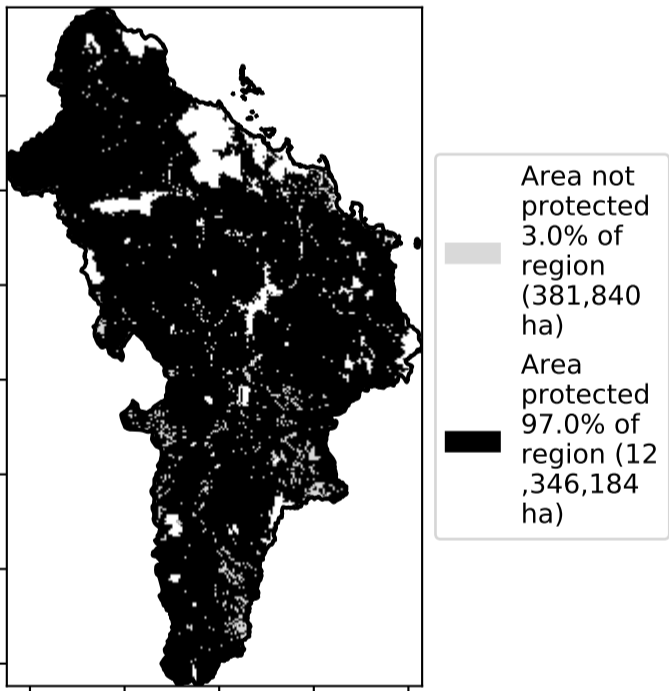 Area not
protected
3.0% of
region
(381,840
ha)
Area
protected
97.0% of
region (12
,346,184
ha)